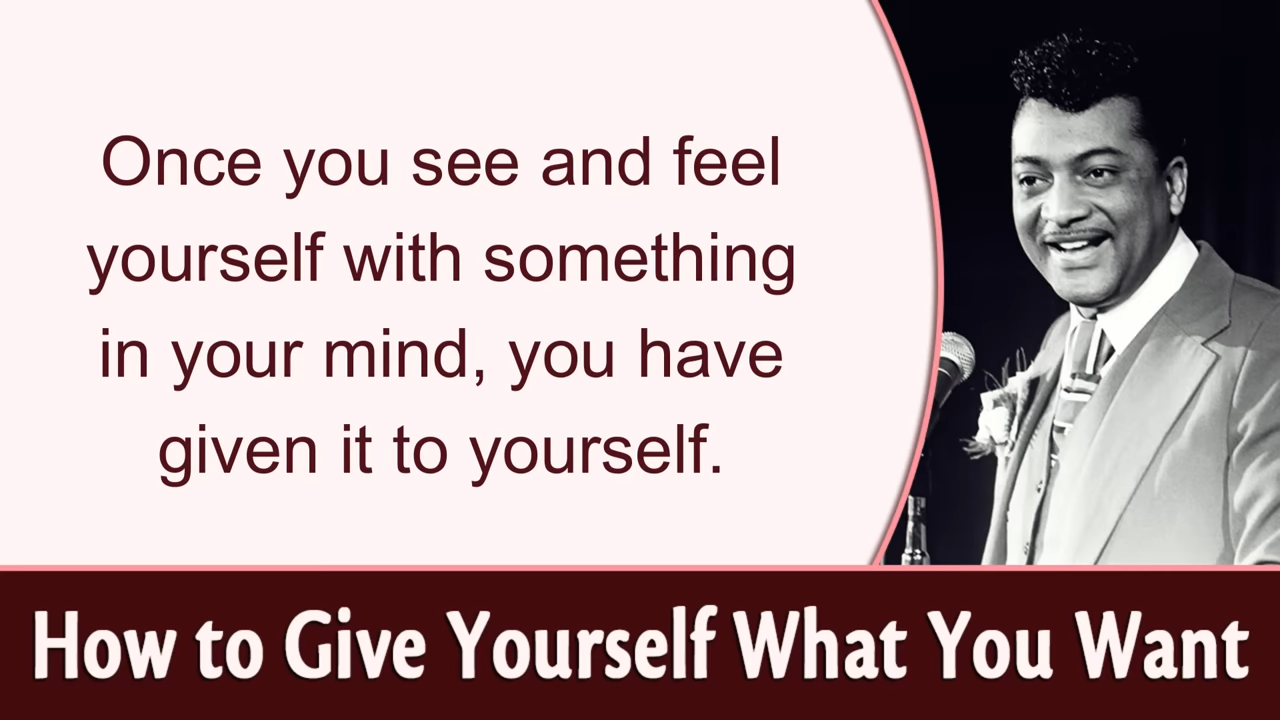 Once you see and feel
yourself with something
in your mind, you have
given it to yourself.
How to Give Yourself What You Want